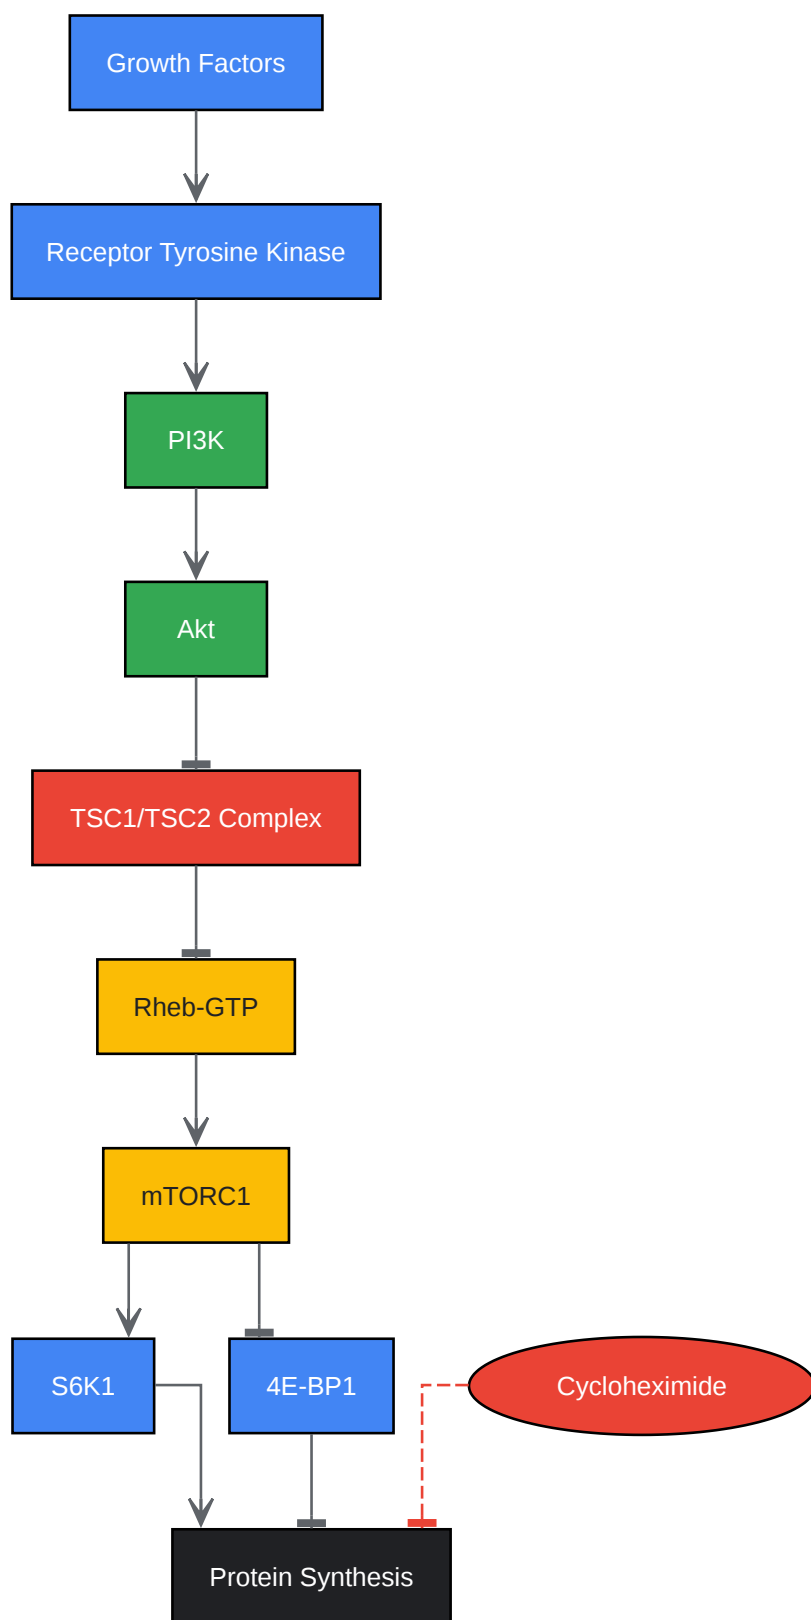 Growth Factors
Receptor Tyrosine Kinase
PI3K
Akt
TSC1/TSC2 Complex
Rheb-GTP
mTORC1
S6K1
4E-BP1
Cycloheximide
Protein Synthesis